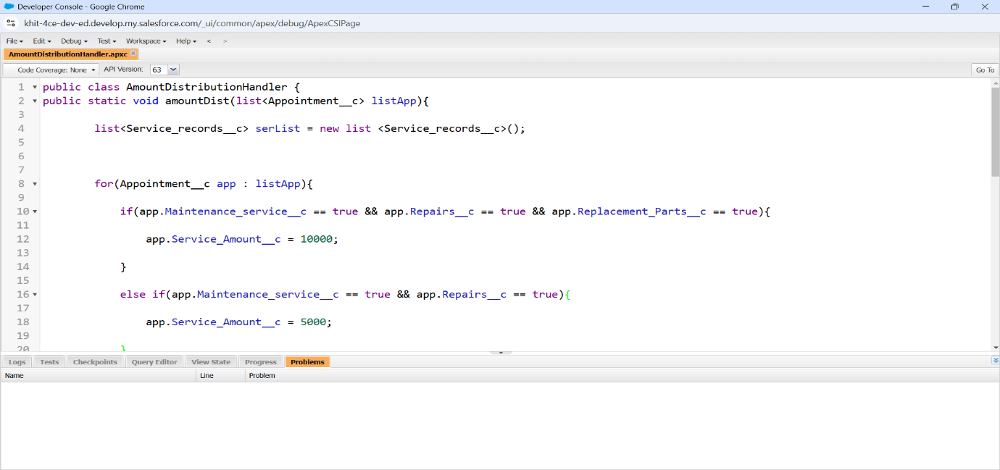 Developer Console - Google Chrome
khit-4ce-dev-ed.develop.my.salesforce.com/_ui/common/apex/debug/ApexCSIPage
File Edit Debug Test Workspace Help < >
AmountDistributionHandler.apxc
Code Coverage: None API Version: 63 Go To
1 public class AmountDistributionHandler {
2 public static void amountDist(list<Appointment__c> listApp){
3
4 list<Service_records__c> serList = new list <Service_records__c>();
5
6
7
8 for(Appointment__c app : listApp){
9
10 if(app.Maintenance_service__c == true && app.Repairs__c == true && app.Replacement_Parts__c == true){
11
12 app.Service_Amount__c = 10000;
13
14 }
15
16 else if(app.Maintenance_service__c == true && app.Repairs__c == true){
17
18 app.Service_Amount__c = 5000;
19
20 }
Logs Tests Checkpoints Query Editor View State Progress Problems
Name Line Problem